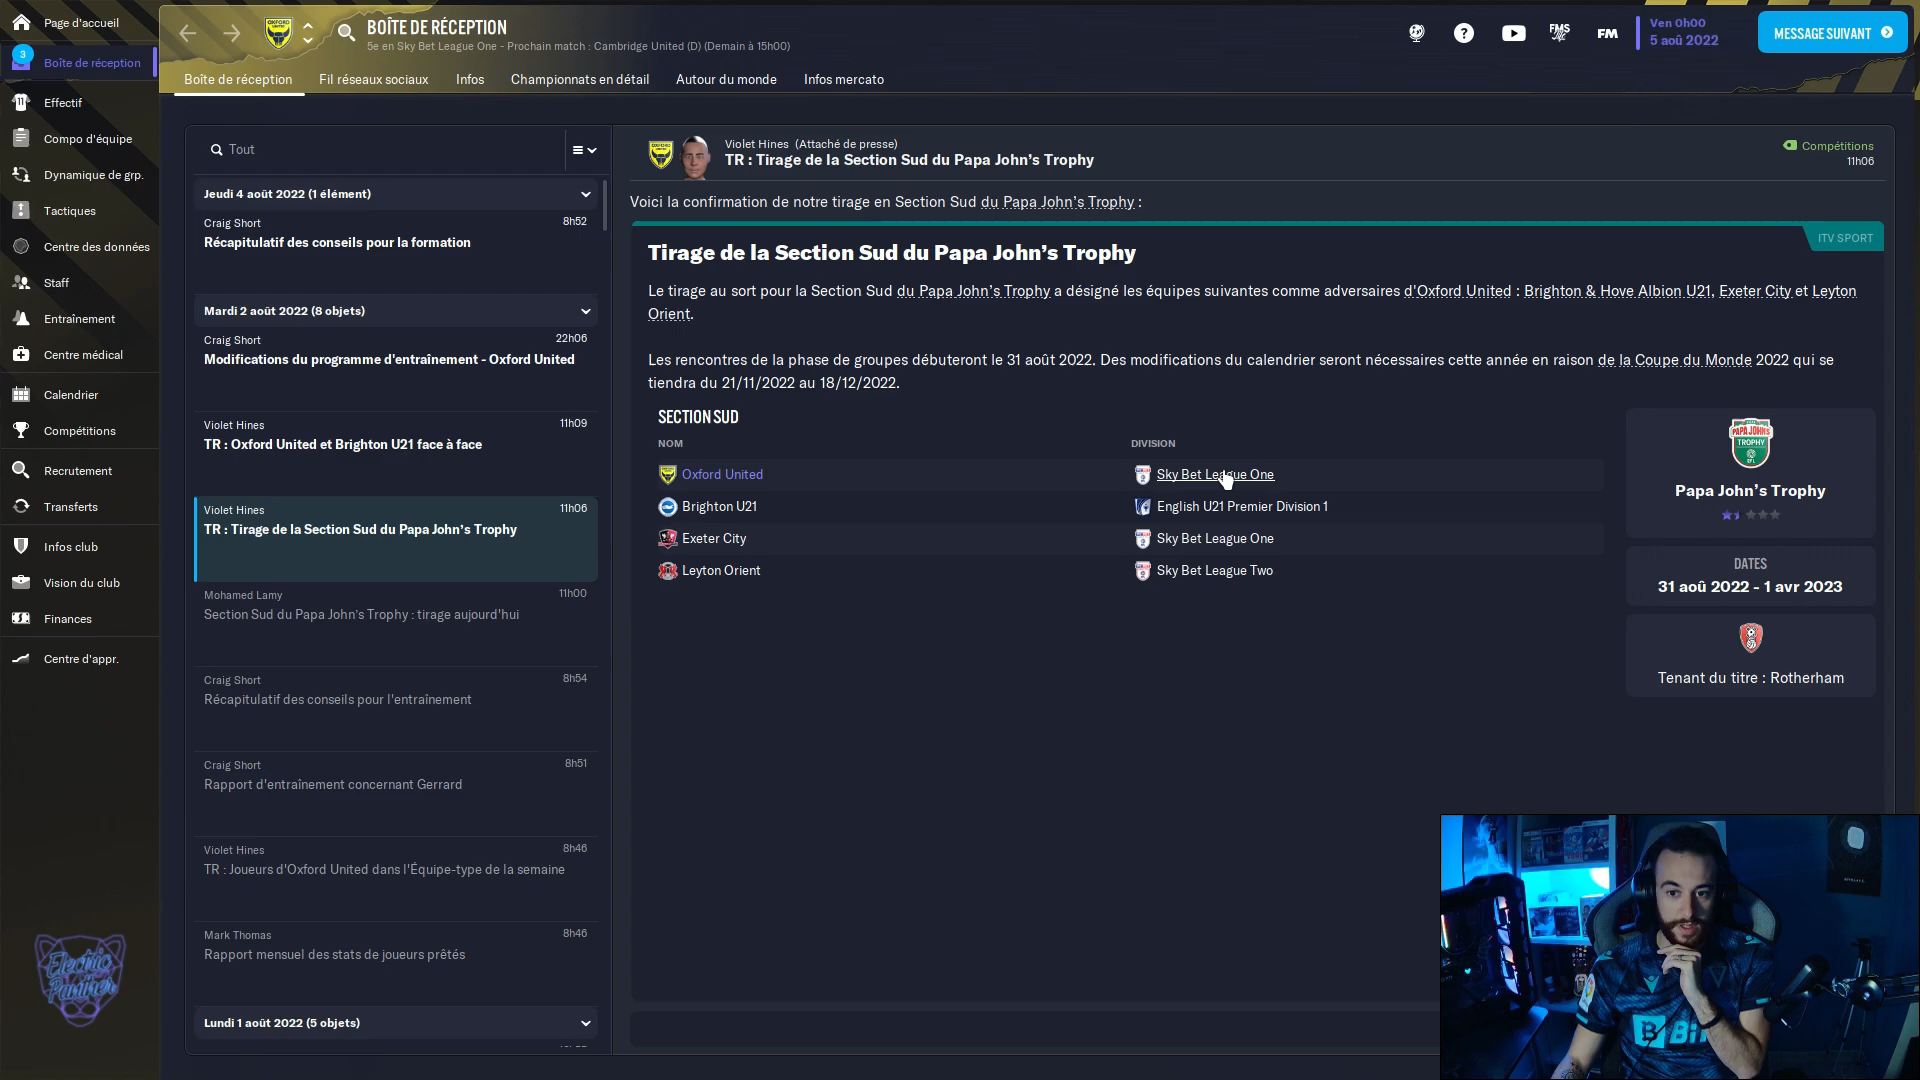 Page d'accueil
3
Boîte de réception
Effectif
Compo d'équipe
Dynamique de grp.
Tactiques
Centre des données
Staff
Entraînement
Centre médical
Calendrier
Compétitions
Recrutement
Transferts
Infos club
Vision du club
Finances
Centre d'appr.
Electric Panther
BOÎTE DE RÉCEPTION
5e en Sky Bet League One - Prochain match : Cambridge United (D) (Demain à 15h00)
FMS
FM
Ven 0h00
5 aoû 2022
MESSAGE SUIVANT
Boîte de réception
Fil réseaux sociaux
Infos
Championnats en détail
Autour du monde
Infos mercato
Tout
Jeudi 4 août 2022 (1 élément)
Craig Short
8h52
Récapitulatif des conseils pour la formation
Mardi 2 août 2022 (8 objets)
Craig Short
22h06
Modifications du programme d'entraînement - Oxford United
Violet Hines
11h09
TR : Oxford United et Brighton U21 face à face
Violet Hines
11h06
TR : Tirage de la Section Sud du Papa John's Trophy
Mohamed Lamy
11h00
Section Sud du Papa John's Trophy : tirage aujourd'hui
Craig Short
8h54
Récapitulatif des conseils pour l'entraînement
Craig Short
8h51
Rapport d'entraînement concernant Gerrard
Violet Hines
8h46
TR : Joueurs d'Oxford United dans l'Équipe-type de la semaine
Mark Thomas
8h46
Rapport mensuel des stats de joueurs prêtés
Lundi 1 août 2022 (5 objets)
Violet Hines (Attaché de presse)
TR : Tirage de la Section Sud du Papa John's Trophy
Compétitions
11h06
Voici la confirmation de notre tirage en Section Sud du Papa John's Trophy :
ITV SPORT
Tirage de la Section Sud du Papa John's Trophy
Le tirage au sort pour la Section Sud du Papa John's Trophy a désigné les équipes suivantes comme adversaires d'Oxford United : Brighton & Hove Albion U21, Exeter City et Leyton
Orient.
Les rencontres de la phase de groupes débuteront le 31 août 2022. Des modifications du calendrier seront nécessaires cette année en raison de la Coupe du Monde 2022 qui se
tiendra du 21/11/2022 au 18/12/2022.
SECTION SUD
NOM
DIVISION
Oxford United
Sky Bet League One
Brighton U21
English U21 Premier Division 1
Exeter City
Sky Bet League One
Leyton Orient
Sky Bet League Two
PAPA JOHNS
TROPHY
EFL
Papa John's Trophy
DATES
31 aoû 2022 - 1 avr 2023
Tenant du titre : Rotherham